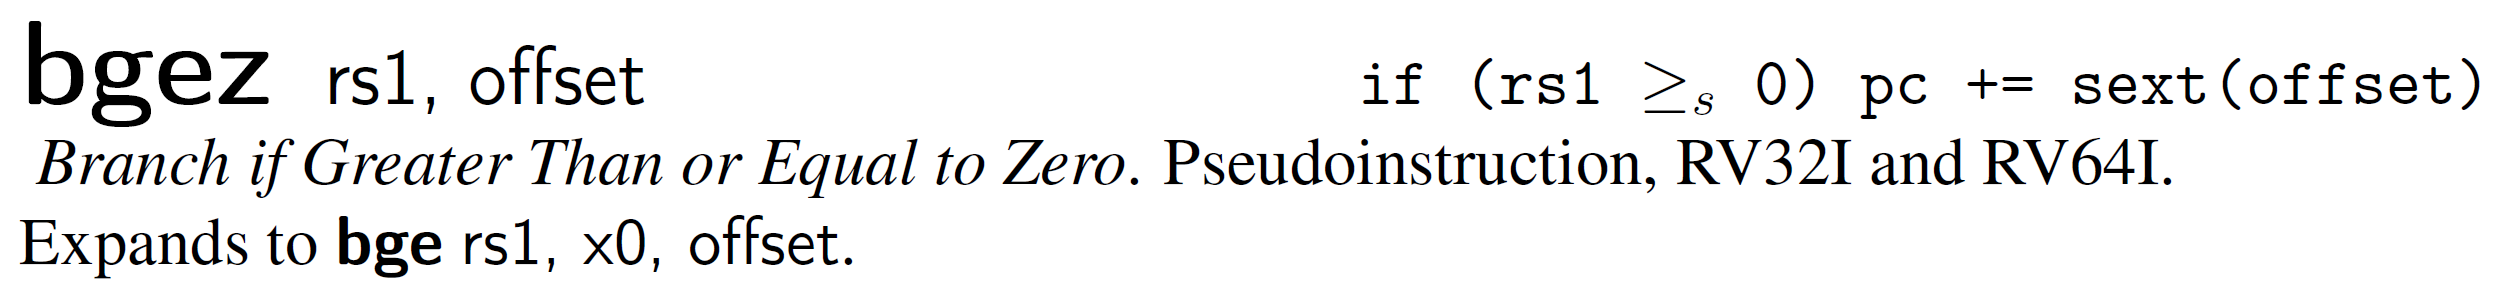 bgez rs1, offset if (rs1 ≥s 0) pc += sext(offset)
Branch if Greater Than or Equal to Zero. Pseudoinstruction, RV32I and RV64I.
Expands to bge rs1, x0, offset.